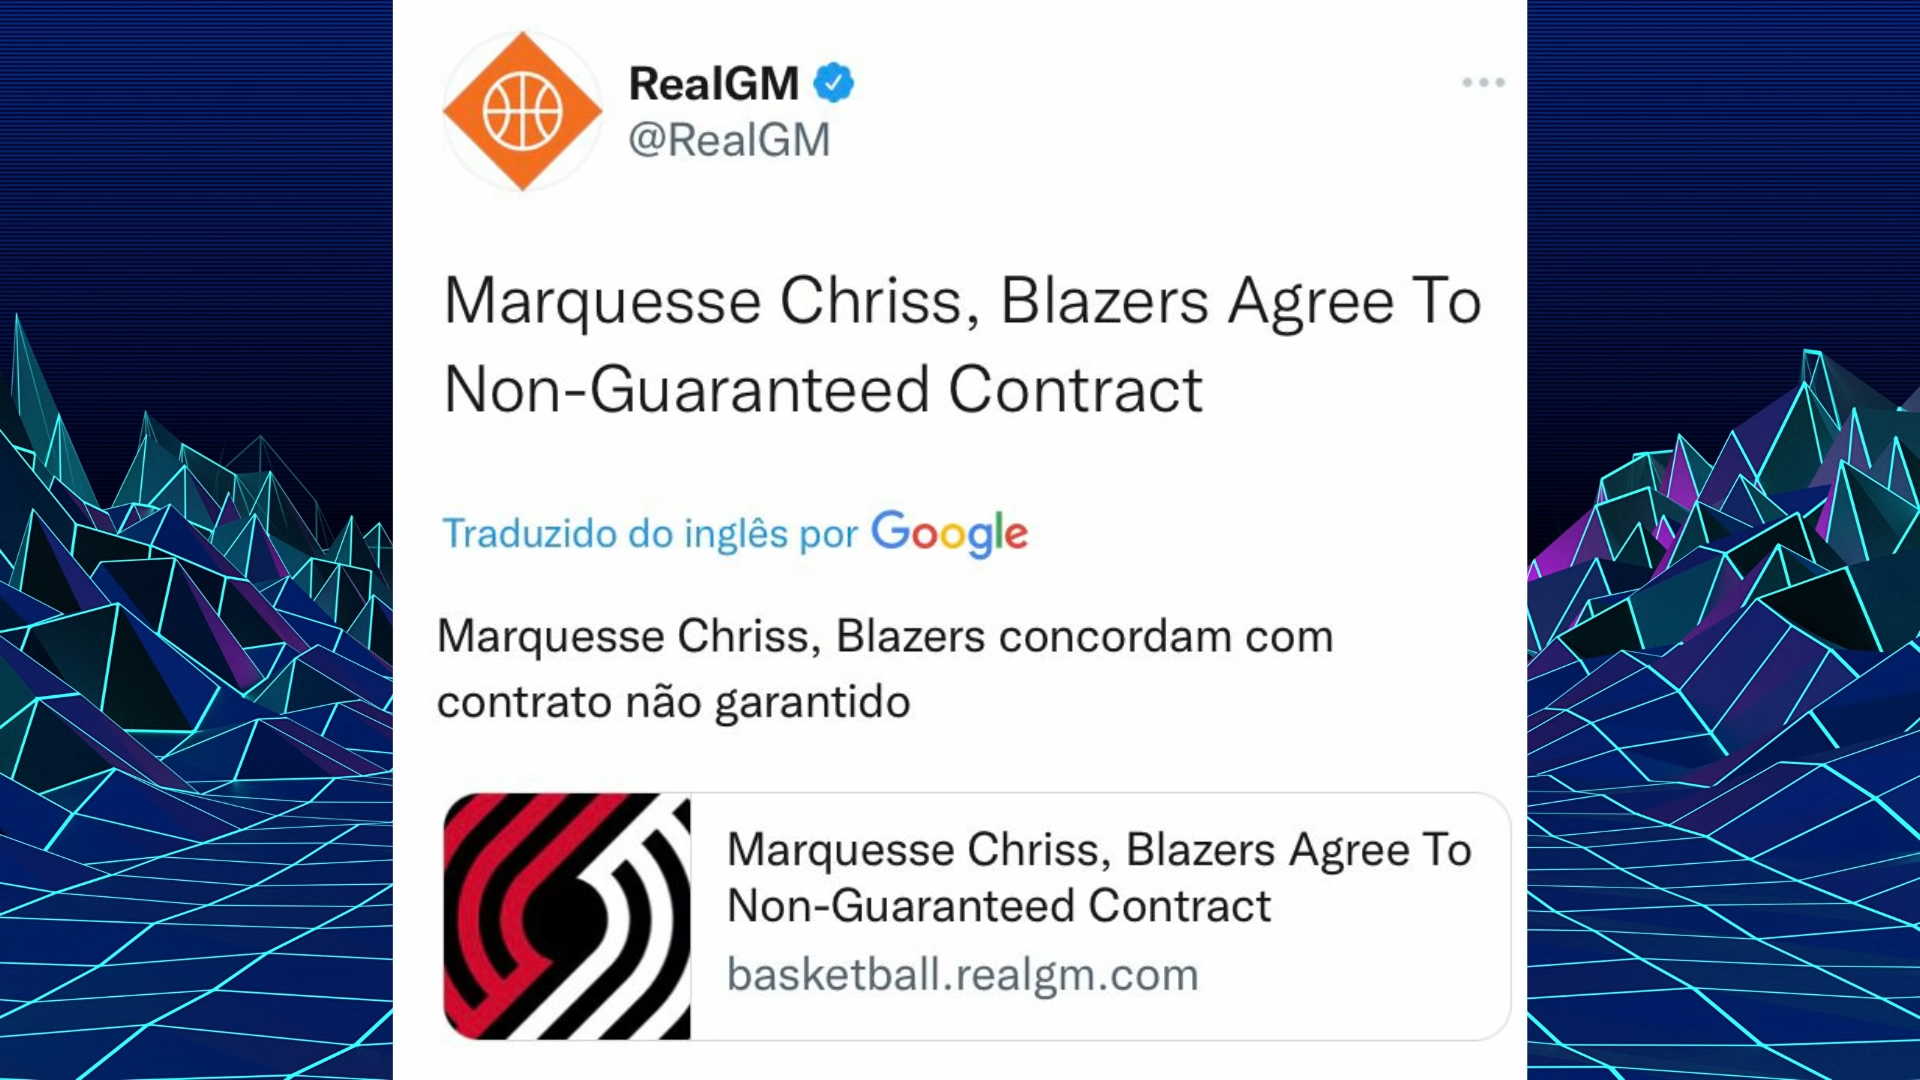 RealGM
@RealGM
Marquesse Chriss, Blazers Agree To
Non-Guaranteed Contract
Traduzido do inglês por Google
Marquesse Chriss, Blazers concordam com
contrato não garantido
Marquesse Chriss, Blazers Agree To
Non-Guaranteed Contract
basketball.realgm.com